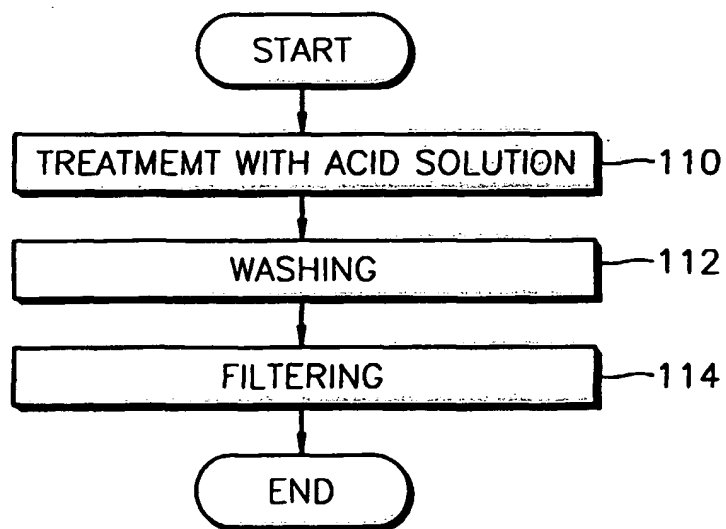 START
TREATMEMT WITH ACID SOLUTION 110
WASHING 112
FILTERING 114
END